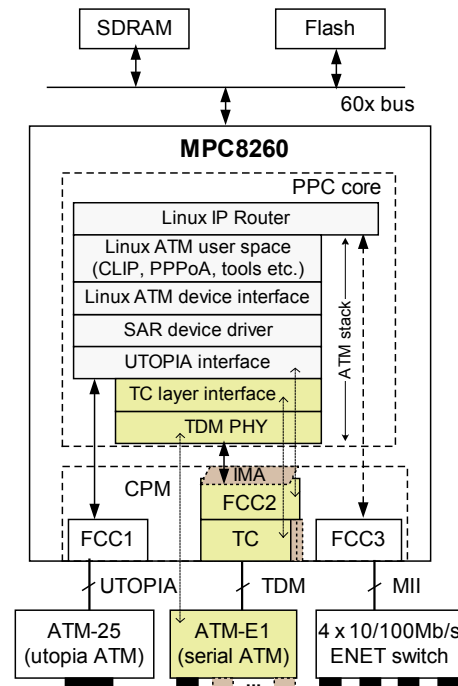 SDRAM
Flash
60x bus
MPC8260
PPC core
Linux IP Router
Linux ATM user space
(CLIP, PPPoA, tools etc.)
Linux ATM device interface
SAR device driver
UTOPIA interface
TC layer interface
TDM PHY
ATM stack
IMA
CPM
FCC2
FCC1
TC
FCC3
UTOPIA
TDM
MII
ATM-25
(utopia ATM)
ATM-E1
(serial ATM)
4 x 10/100Mb/s
ENET switch
...